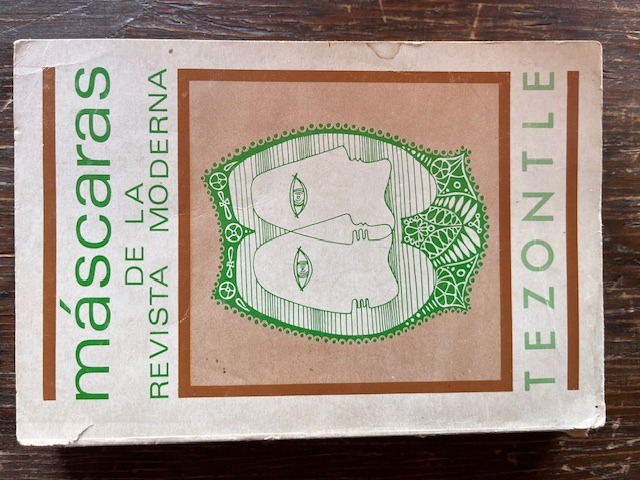 máscaras
DE LA
REVISTA MODERNA
TEZONTLE